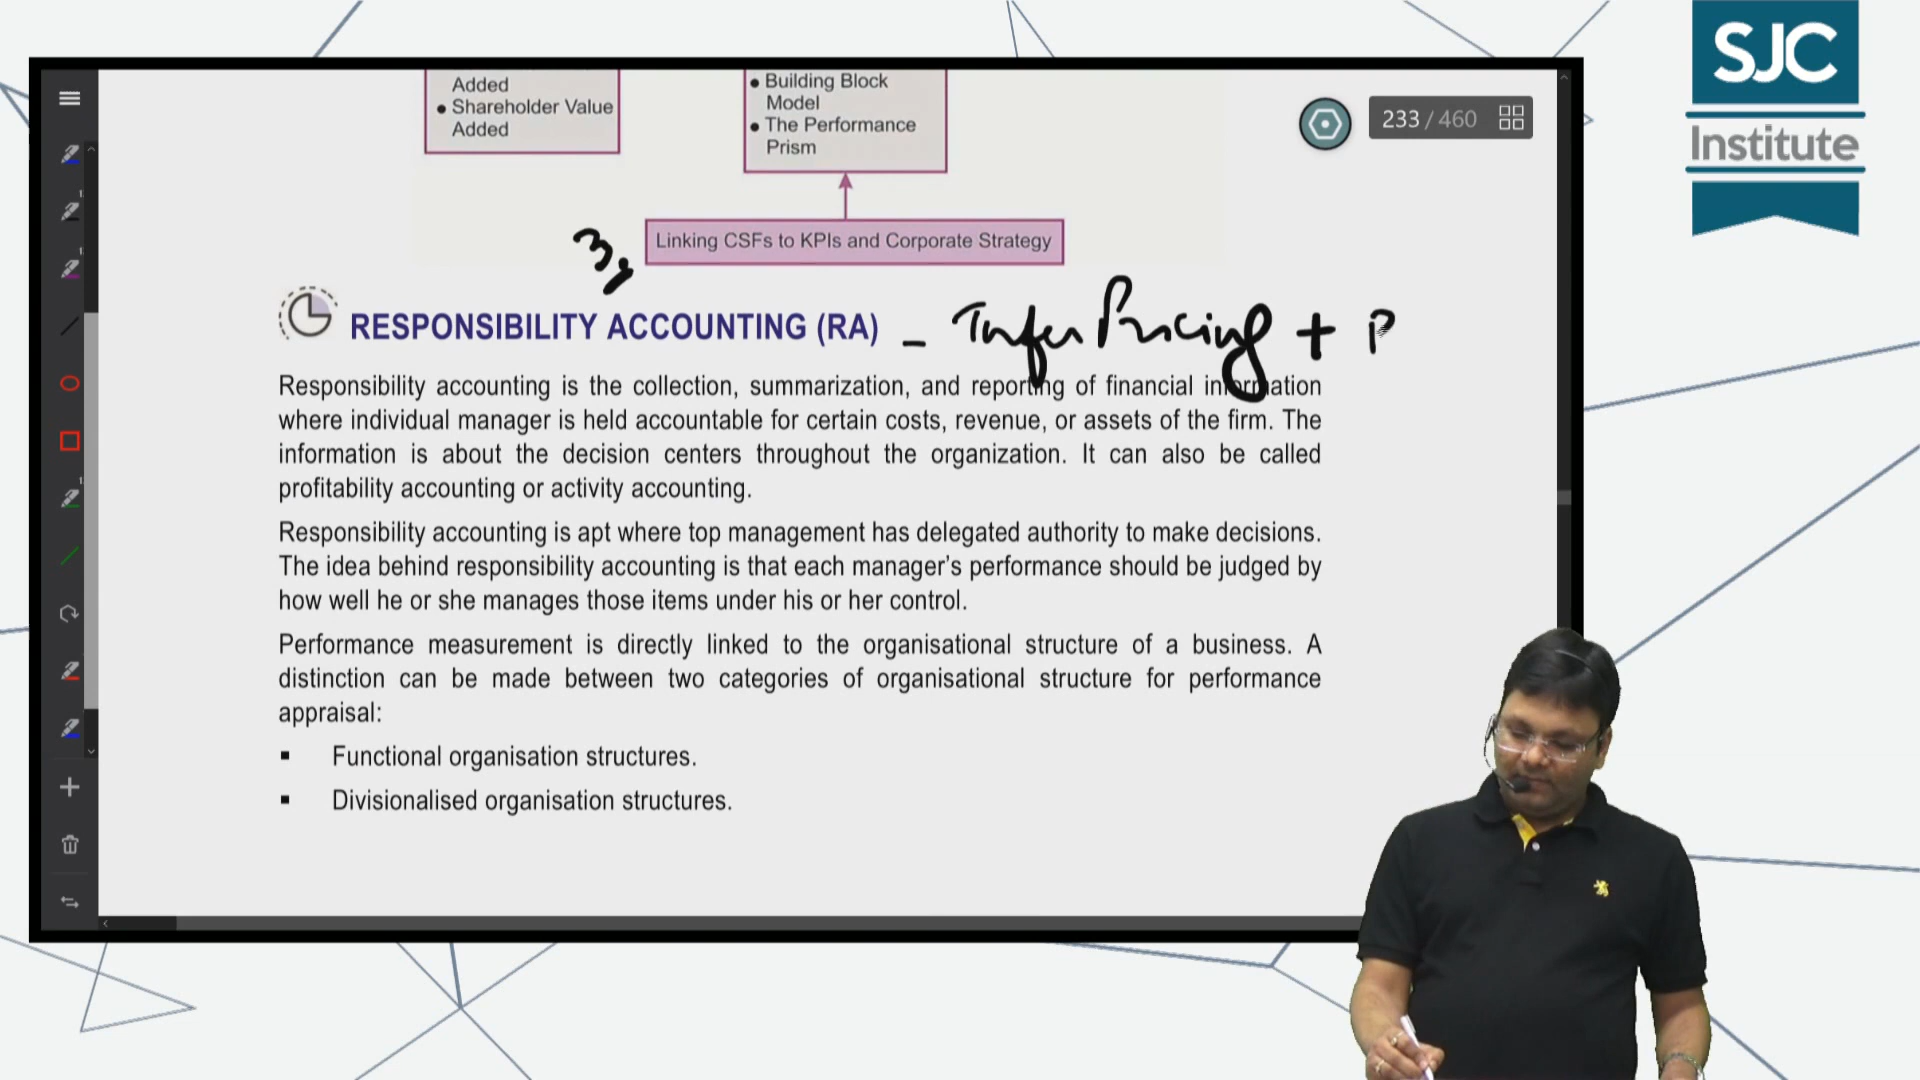 SJC
Institute
233 / 460
Added
• Shareholder Value
Added
• Building Block
Model
• The Performance
Prism
Linking CSFs to KPIs and Corporate Strategy
RESPONSIBILITY ACCOUNTING (RA) – Pricing + P
Responsibility accounting is the collection, summarization, and reporting of financial information
where individual manager is held accountable for certain costs, revenue, or assets of the firm. The
information is about the decision centers throughout the organization. It can also be called
profitability accounting or activity accounting.
Responsibility accounting is apt where top management has delegated authority to make decisions.
The idea behind responsibility accounting is that each manager’s performance should be judged by
how well he or she manages those items under his or her control.
Performance measurement is directly linked to the organisational structure of a business. A
distinction can be made between two categories of organisational structure for performance
appraisal:
▪ Functional organisation structures.
▪ Divisionalised organisation structures.